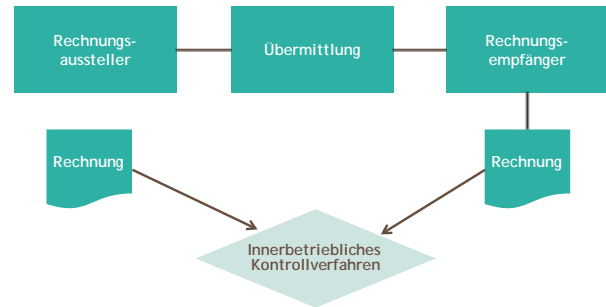 Rechnungs-
aussteller
Übermittlung
Rechnungs-
empfänger
Rechnung
Rechnung
Innerbetriebliches
Kontrollverfahren